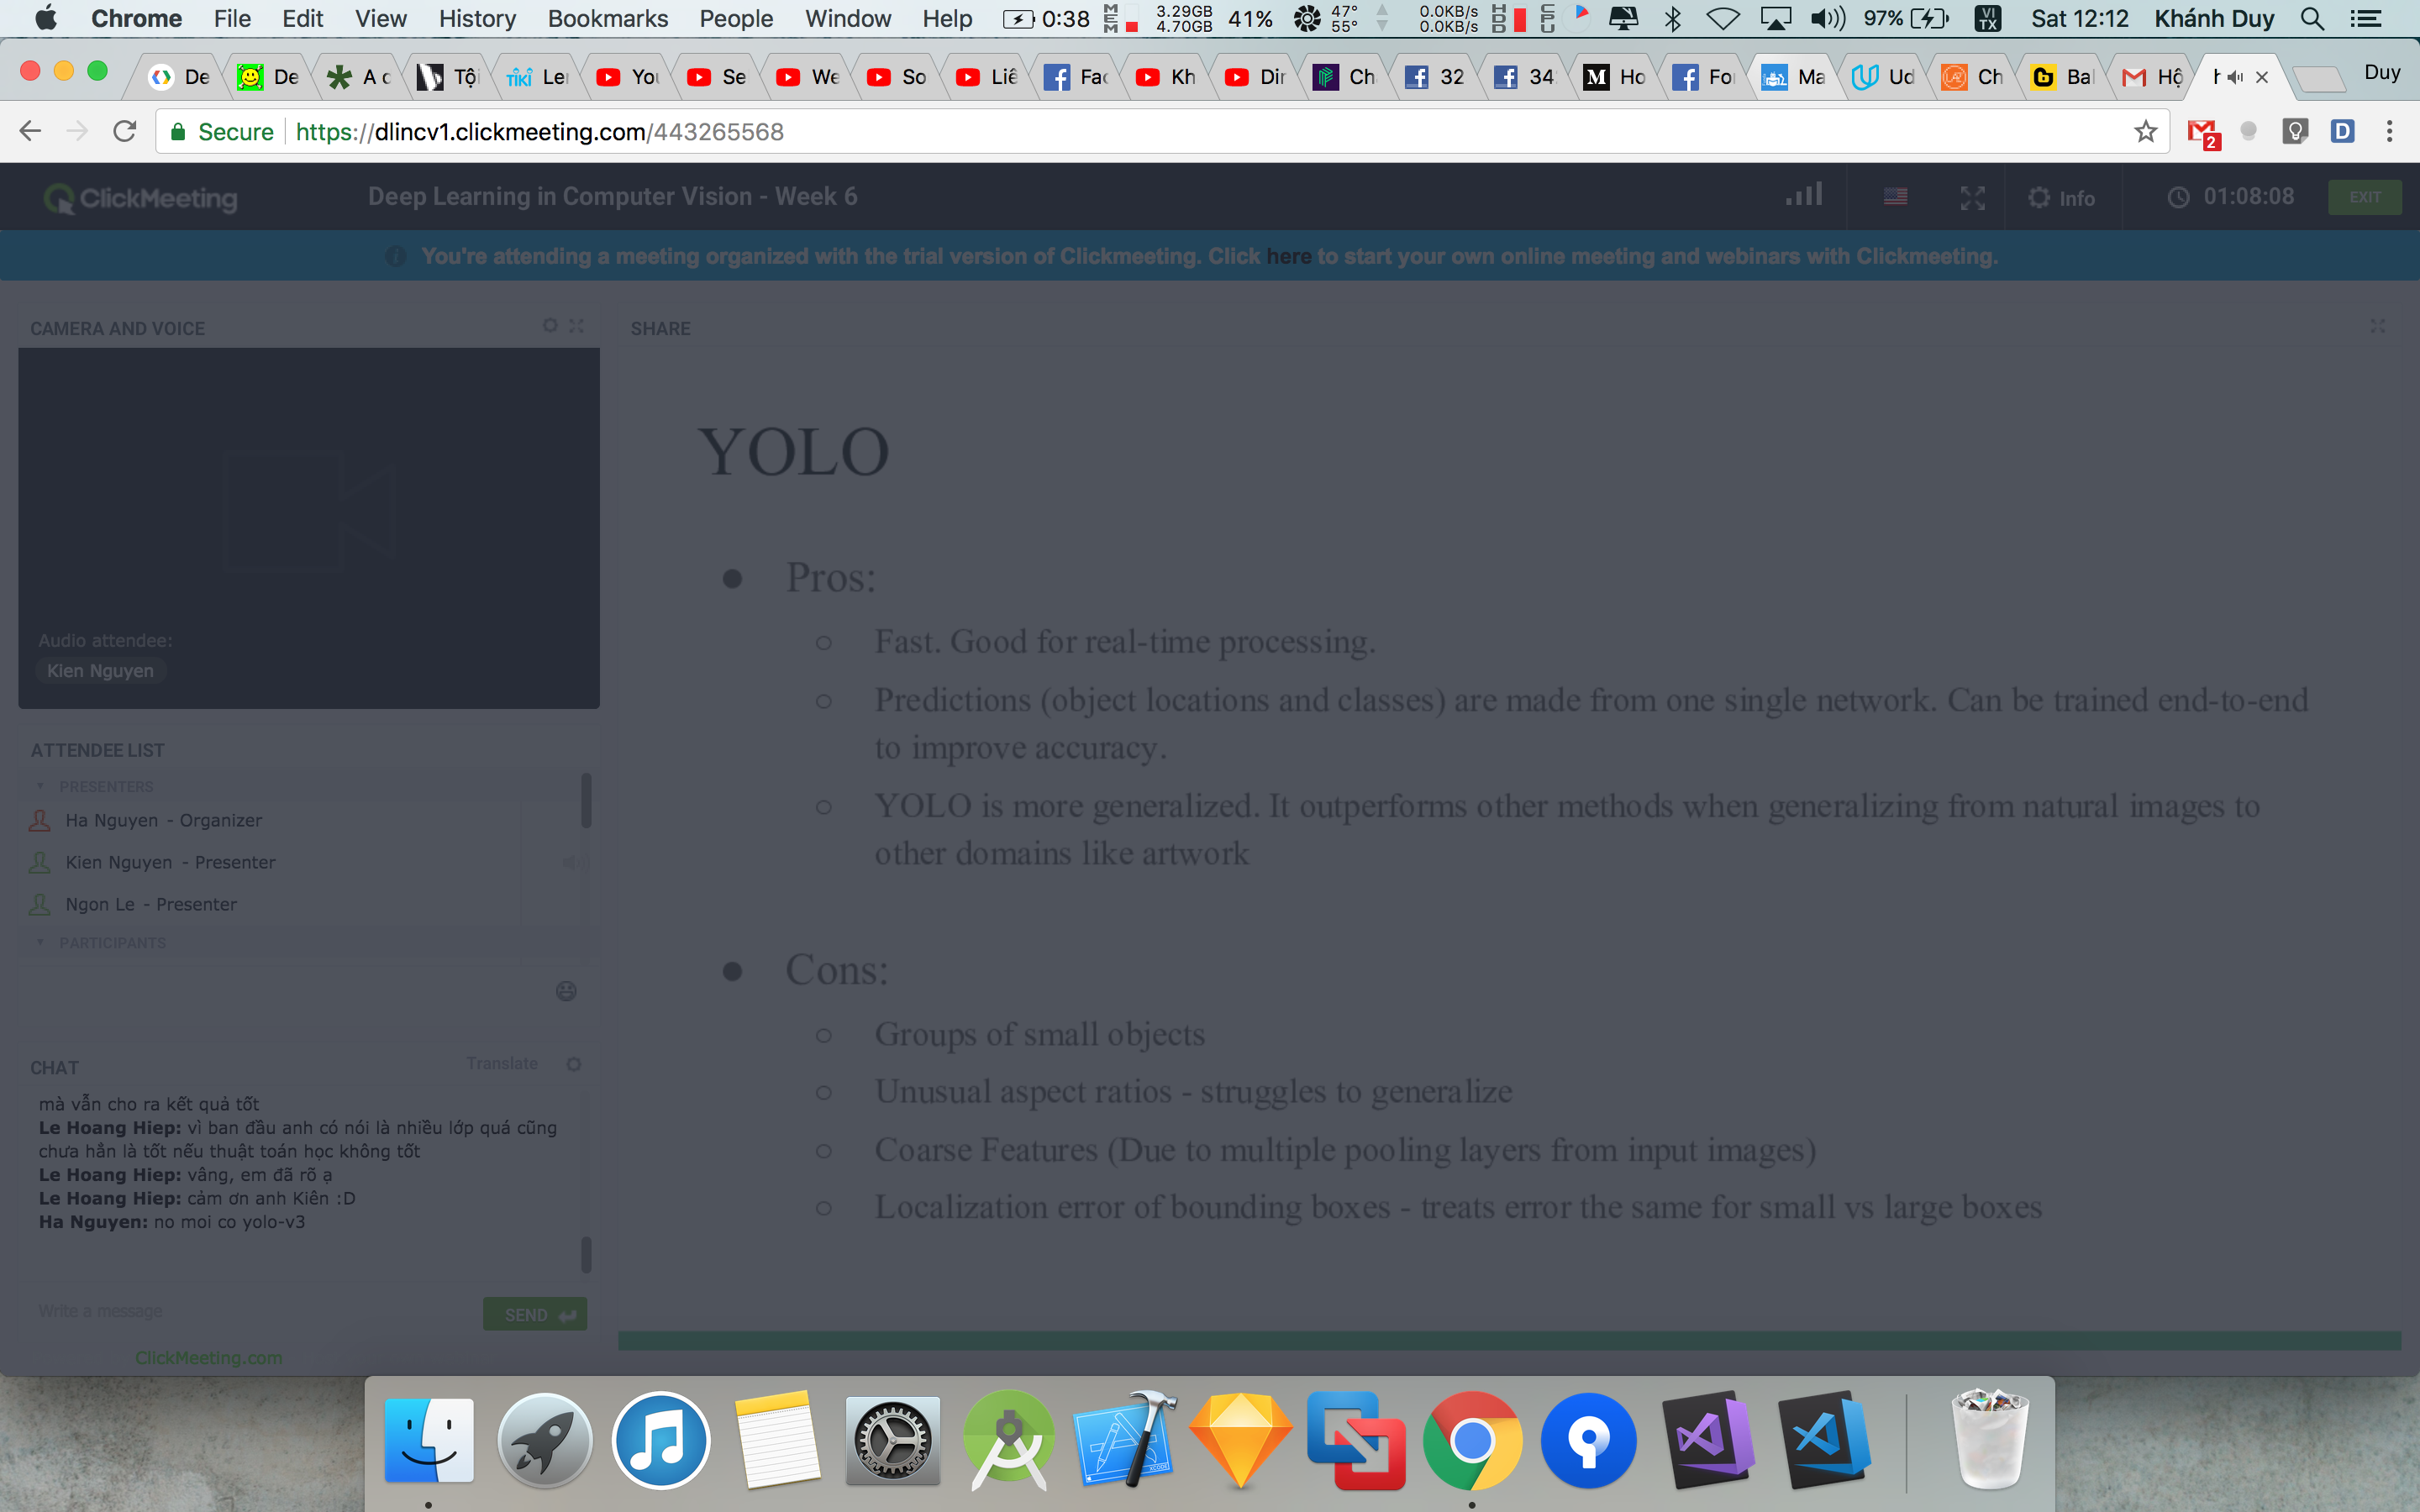 Chrome File Edit View History Bookmarks People Window Help 0:38 MEM 3.29GB 4.70GB 41% 47° 55° 0.0KB/s 0.0KB/s HDD CPU 97% VI TX Sat 12:12 Khánh Duy
De De A c Tội TiKi Ler You Se We So Liê Fac Kh Dir Ch 32 34 M Ho For Ma Ud Ch Bal Hộ h Duy
Secure https://dlincv1.clickmeeting.com/443265568 2 D
ClickMeeting Deep Learning in Computer Vision - Week 6 Info 01:08:08 EXIT
You're attending a meeting organized with the trial version of Clickmeeting. Click here to start your own online meeting and webinars with Clickmeeting.
CAMERA AND VOICE
Audio attendee:
Kien Nguyen
ATTENDEE LIST
PRESENTERS
Ha Nguyen - Organizer
Kien Nguyen - Presenter
Ngon Le - Presenter
PARTICIPANTS
CHAT Translate
mà vẫn cho ra kết quả tốt
Le Hoang Hiep: vì ban đầu anh có nói là nhiều lớp quá cũng
chưa hẳn là tốt nếu thuật toán học không tốt
Le Hoang Hiep: vâng, em đã rõ ạ
Le Hoang Hiep: cảm ơn anh Kiên :D
Ha Nguyen: no moi co yolo-v3
Write a message
SEND
ClickMeeting.com
SHARE
YOLO
● Pros:
○ Fast. Good for real-time processing.
○ Predictions (object locations and classes) are made from one single network. Can be trained end-to-end
to improve accuracy.
○ YOLO is more generalized. It outperforms other methods when generalizing from natural images to
other domains like artwork
● Cons:
○ Groups of small objects
○ Unusual aspect ratios - struggles to generalize
○ Coarse Features (Due to multiple pooling layers from input images)
○ Localization error of bounding boxes - treats error the same for small vs large boxes